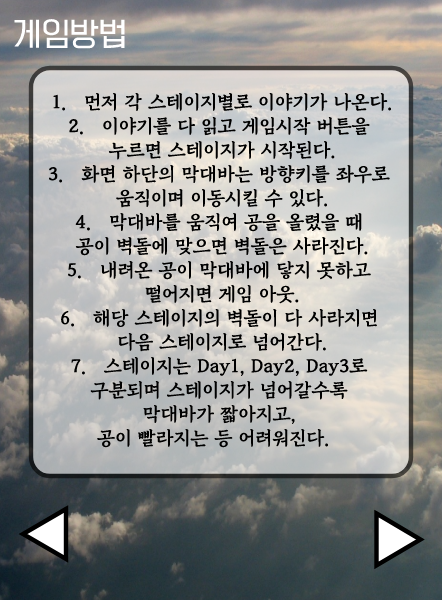 게임방법
1. 먼저 각 스테이지별로 이야기가 나온다.
2. 이야기를 다 읽고 게임시작 버튼을
누르면 스테이지가 시작된다.
3. 화면 하단의 막대바는 방향키를 좌우로
움직이며 이동시킬 수 있다.
4. 막대바를 움직여 공을 올렸을 때
공이 벽돌에 맞으면 벽돌은 사라진다.
5. 내려온 공이 막대바에 닿지 못하고
떨어지면 게임 아웃.
6. 해당 스테이지의 벽돌이 다 사라지면
다음 스테이지로 넘어간다.
7. 스테이지는 Day1, Day2, Day3로
구분되며 스테이지가 넘어갈수록
막대바가 짧아지고,
공이 빨라지는 등 어려워진다.